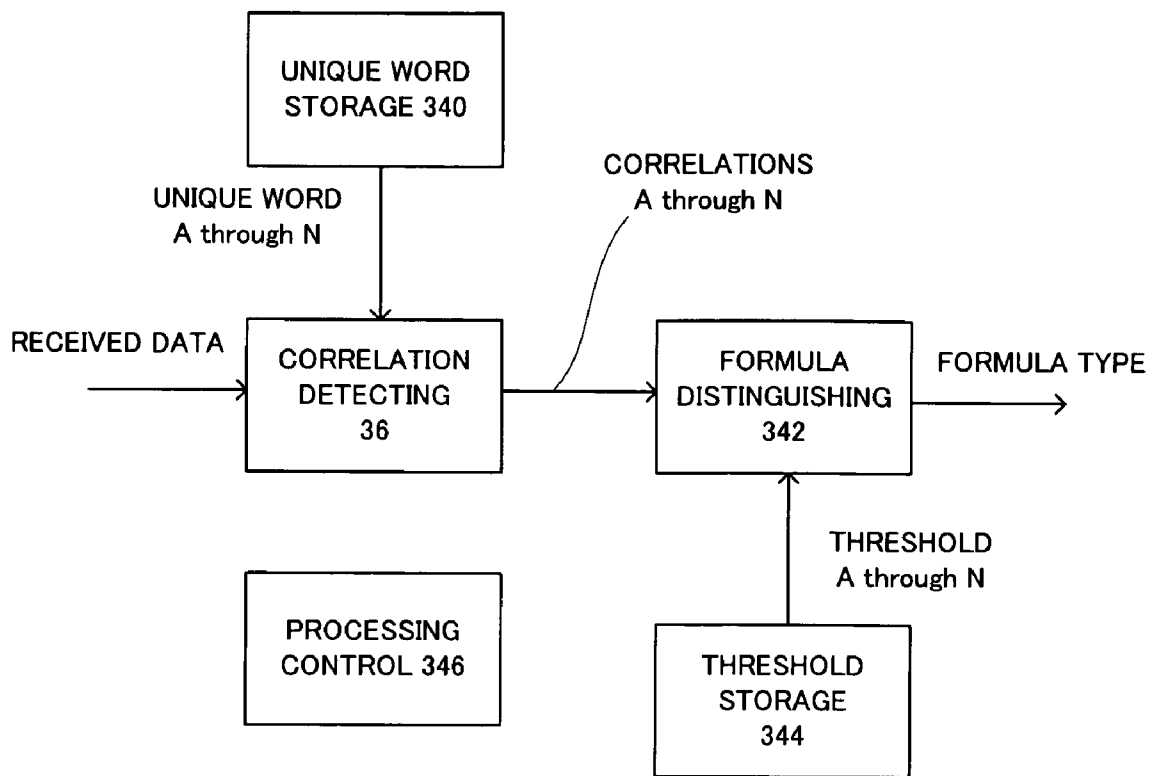 UNIQUE WORD
STORAGE 340
UNIQUE WORD
A through N
CORRELATIONS
A through N
RECEIVED DATA
CORRELATION
DETECTING
36
FORMULA
DISTINGUISHING
342
FORMULA TYPE
THRESHOLD
A through N
PROCESSING
CONTROL 346
THRESHOLD
STORAGE
344